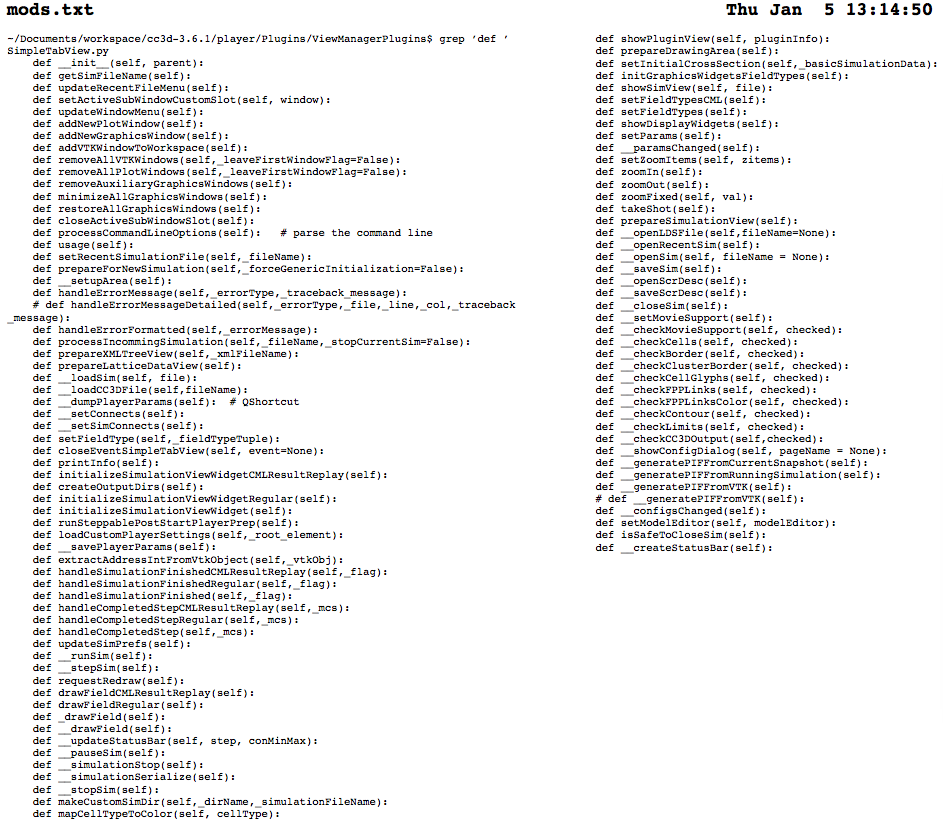 mods.txt
Thu Jan  5 13:14:50
~/Documents/workspace/cc3d-3.6.1/player/Plugins/ViewManagerPlugins$ grep ‘def ‘
SimpleTabView.py
    def __init__(self, parent):
    def getSimFileName(self):
    def updateRecentFileMenu(self):
    def setActiveSubWindowCustomSlot(self, window):
    def updateWindowMenu(self):
    def addNewPlotWindow(self):
    def addNewGraphicsWindow(self):
    def addVTKWindowToWorkspace(self):
    def removeAllVTKWindows(self,_leaveFirstWindowFlag=False):
    def removeAllPlotWindows(self,_leaveFirstWindowFlag=False):
    def removeAuxiliaryGraphicsWindows(self):
    def minimizeAllGraphicsWindows(self):
    def restoreAllGraphicsWindows(self):
    def closeActiveSubWindowSlot(self):
    def processCommandLineOptions(self):   # parse the command line
    def usage(self):
    def setRecentSimulationFile(self,_fileName):
    def prepareForNewSimulation(self,_forceGenericInitialization=False):
    def __setupArea(self):
    def handleErrorMessage(self,_errorType,_traceback_message):
    # def handleErrorMessageDetailed(self,_errorType,_file,_line,_col,_traceback
_message):
    def handleErrorFormatted(self,_errorMessage):
    def processIncommingSimulation(self,_fileName,_stopCurrentSim=False):
    def prepareXMLTreeView(self,_xmlFileName):
    def prepareLatticeDataView(self):
    def __loadSim(self, file):
    def __loadCC3DFile(self,fileName):
    def __dumpPlayerParams(self):  # QShortcut
    def __setConnects(self):
    def __setSimConnects(self):
    def setFieldType(self,_fieldTypeTuple):
    def closeEventSimpleTabView(self, event=None):
    def printInfo(self):
    def initializeSimulationViewWidgetCMLResultReplay(self):
    def createOutputDirs(self):
    def initializeSimulationViewWidgetRegular(self):
    def initializeSimulationViewWidget(self):
    def runSteppablePostStartPlayerPrep(self):
    def loadCustomPlayerSettings(self,_root_element):
    def __savePlayerParams(self):
    def extractAddressIntFromVtkObject(self,_vtkObj):
    def handleSimulationFinishedCMLResultReplay(self,_flag):
    def handleSimulationFinishedRegular(self,_flag):
    def handleSimulationFinished(self,_flag):
    def handleCompletedStepCMLResultReplay(self,_mcs):
    def handleCompletedStepRegular(self,_mcs):
    def handleCompletedStep(self,_mcs):
    def updateSimPrefs(self):
    def __runSim(self):
    def __stepSim(self):
    def requestRedraw(self):
    def drawFieldCMLResultReplay(self):
    def drawFieldRegular(self):
    def _drawField(self):
    def __drawField(self):
    def __updateStatusBar(self, step, conMinMax):
    def __pauseSim(self):
    def __simulationStop(self):
    def __simulationSerialize(self):
    def __stopSim(self):
    def makeCustomSimDir(self,_dirName,_simulationFileName):
    def mapCellTypeToColor(self, cellType):
    def showPluginView(self, pluginInfo):
    def prepareDrawingArea(self):
    def setInitialCrossSection(self,_basicSimulationData):
    def initGraphicsWidgetsFieldTypes(self):
    def showSimView(self, file):
    def setFieldTypesCML(self):
    def setFieldTypes(self):
    def showDisplayWidgets(self):
    def setParams(self):
    def __paramsChanged(self):
    def setZoomItems(self, zitems):
    def zoomIn(self):
    def zoomOut(self):
    def zoomFixed(self, val):
    def takeShot(self):
    def prepareSimulationView(self):
    def __openLDSFile(self,fileName=None):
    def __openRecentSim(self):
    def __openSim(self, fileName = None):
    def __saveSim(self):
    def __openScrDesc(self):
    def __saveScrDesc(self):
    def __closeSim(self):
    def __setMovieSupport(self):
    def __checkMovieSupport(self, checked):
    def __checkCells(self, checked):
    def __checkBorder(self, checked):
    def __checkClusterBorder(self, checked):
    def __checkCellGlyphs(self, checked):
    def __checkFPPLinks(self, checked):
    def __checkFPPLinksColor(self, checked):
    def __checkContour(self, checked):
    def __checkLimits(self, checked):
    def __checkCC3DOutput(self,checked):
    def __showConfigDialog(self, pageName = None):
    def __generatePIFFromCurrentSnapshot(self):
    def __generatePIFFromRunningSimulation(self):
    def __generatePIFFromVTK(self):
    # def __generatePIFFromVTK(self):
    def __configsChanged(self):
    def setModelEditor(self, modelEditor):
    def isSafeToCloseSim(self):
    def __createStatusBar(self):